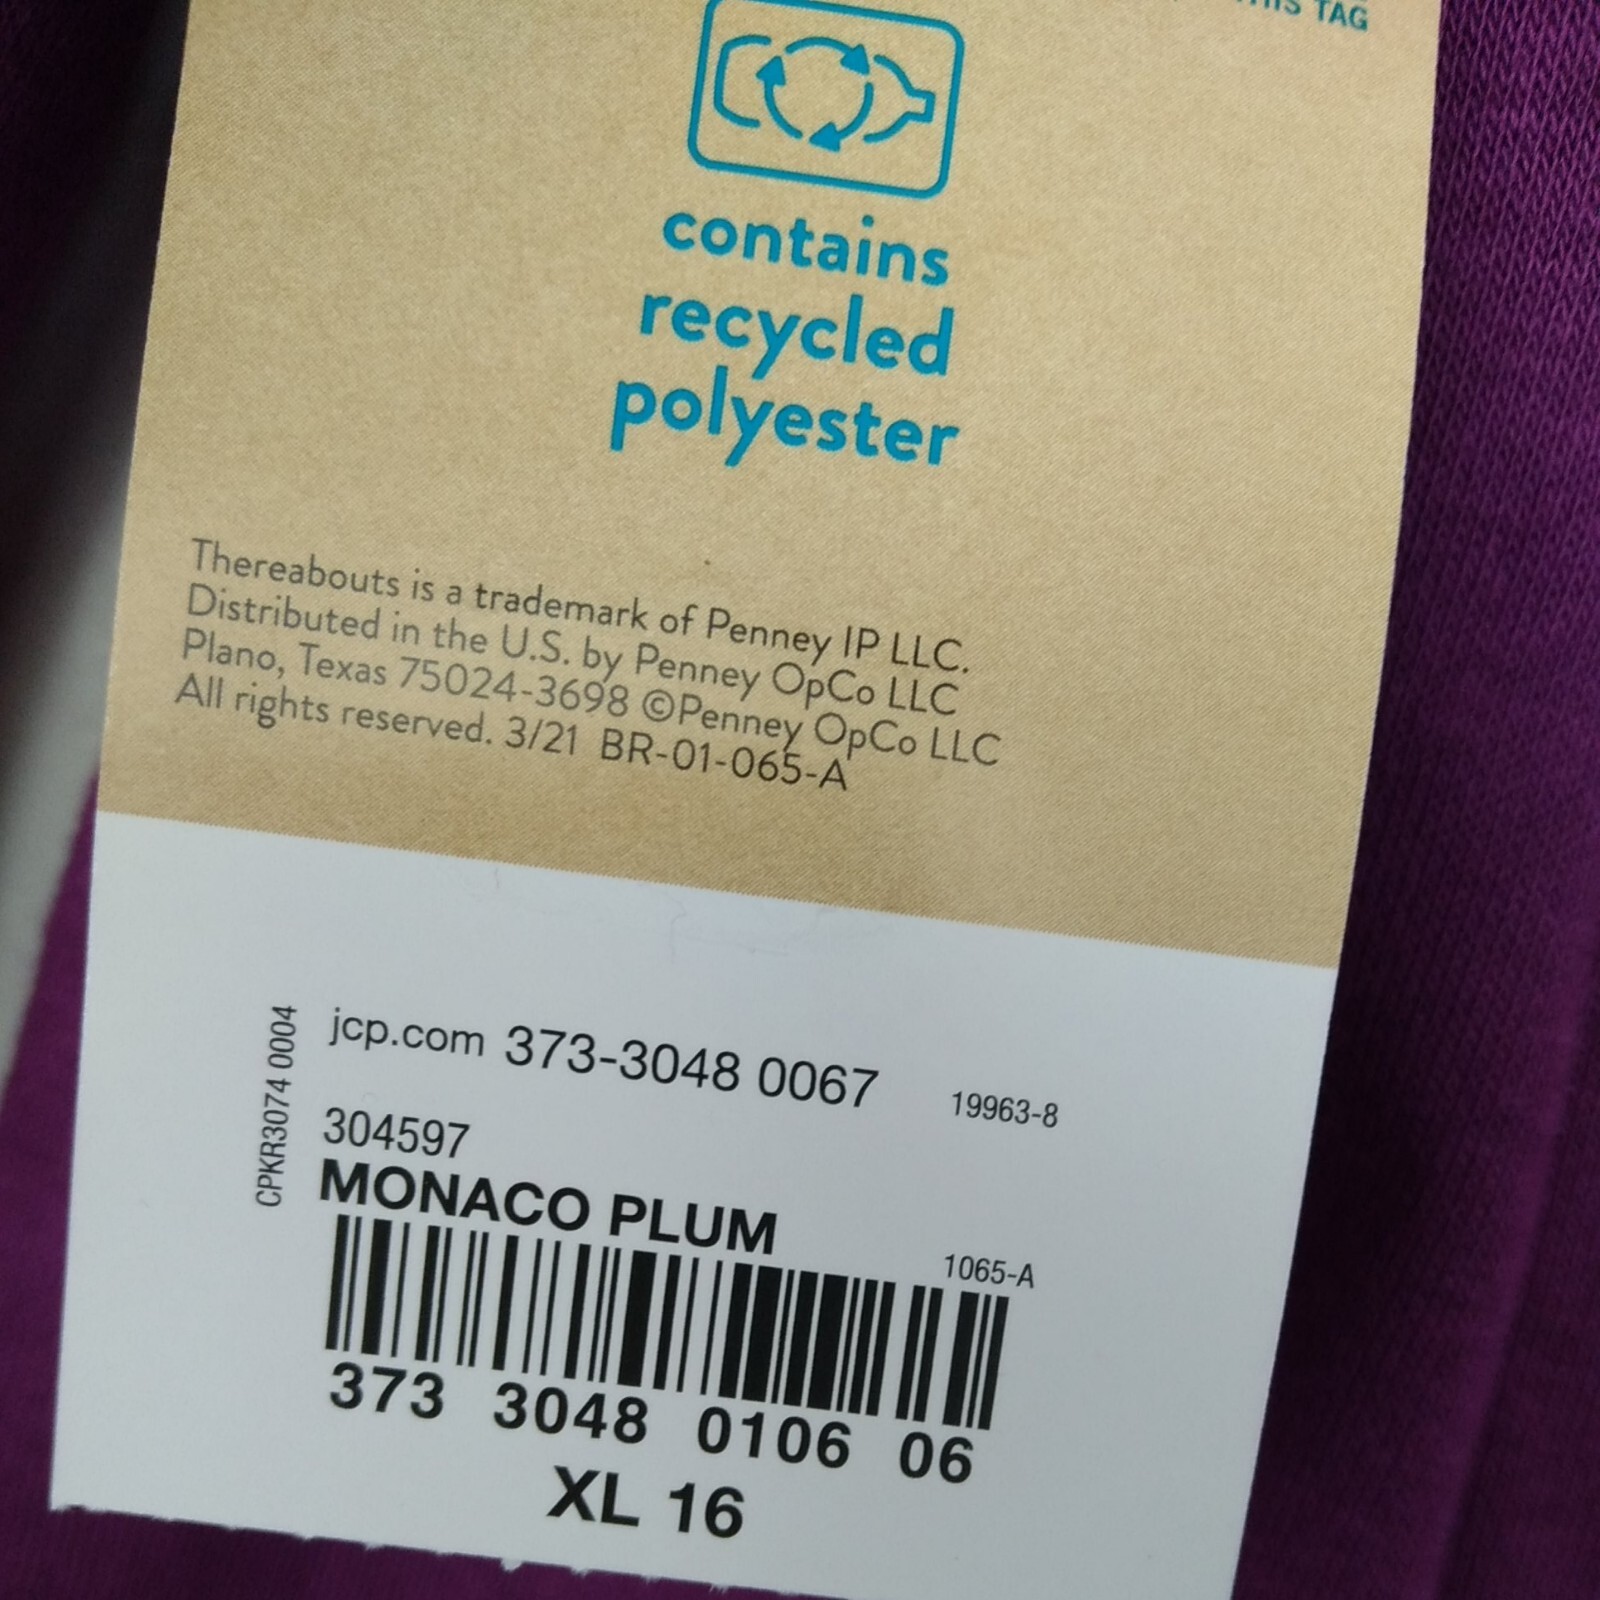 THIS TAG
contains
recycled
polyester
Thereabouts is a trademark of Penney IP LLC.
Distributed in the U.S. by Penney OpCo LLC
Plano, Texas 75024-3698 ©Penney OpCo LLC
All rights reserved. 3/21 BR-01-065-A
CPKR3074 0004
jcp.com 373-3048 0067 19963-8
304597
MONACO PLUM
1065-A
373 3048 0106 06
XL 16